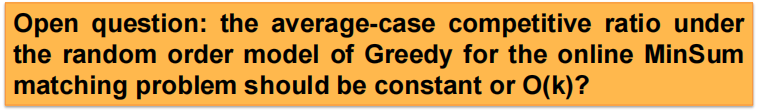 Open question: the average-case competitive ratio under
the random order model of Greedy for the online MinSum
matching problem should be constant or O(k)?